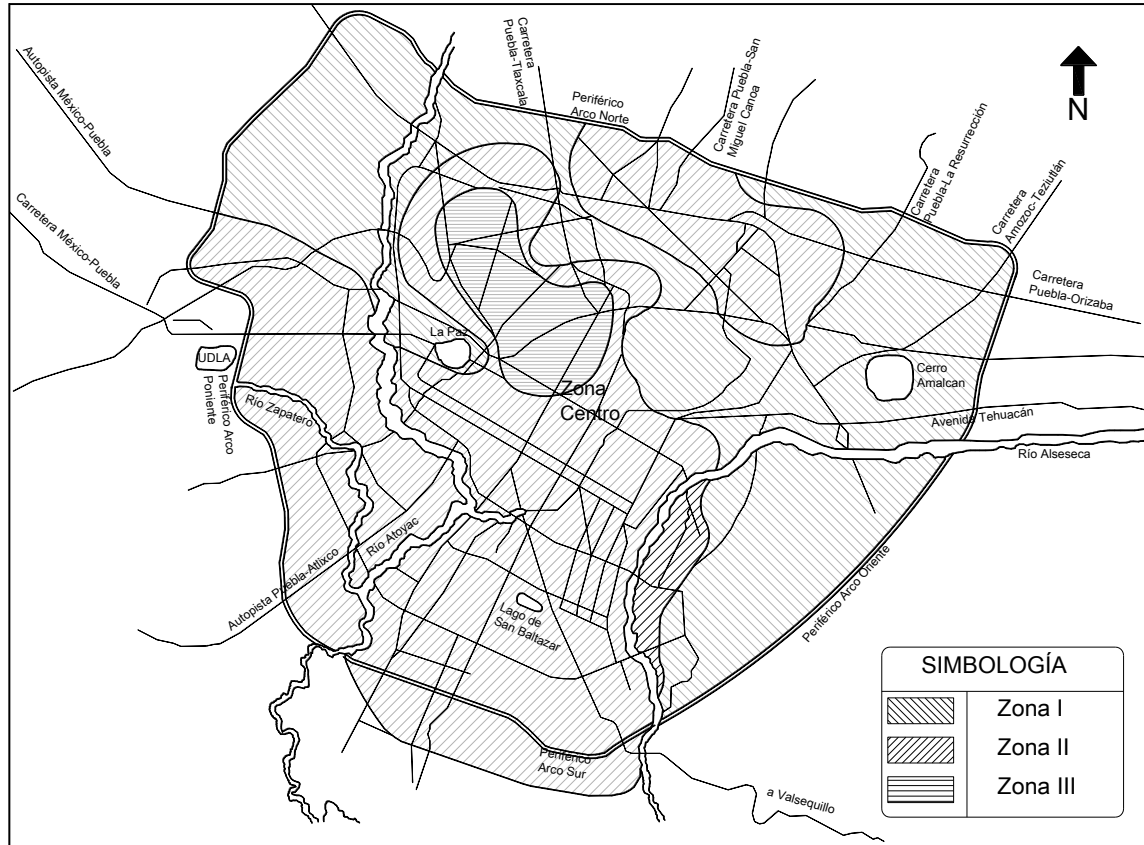 Autopista México-Puebla
Carretera México-Puebla
Carretera
Puebla-Tlaxcala
Periférico
Arco Norte
Carretera Puebla-San
Miguel Canoa
Carretera
Puebla-La Resurrección
Carretera
Amozoc-Teziutlán
N
Carretera
Puebla-Orizaba
La Paz
UDLA
Periférico Arco
Poniente
Río Zapatero
Zona
Centro
Cerro
Amalcan
Avenida Tehuacán
Río Alseseca
Río Atoyac
Autopista Puebla-Atlixco
Lago de
San Baltazar
Periférico Arco Oriente
Periférico
Arco Sur
a Valsequillo
SIMBOLOGÍA
Zona I
Zona II
Zona III